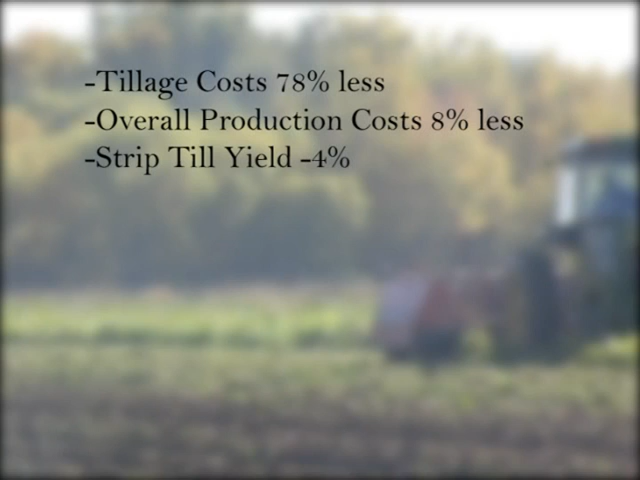 -Tillage Costs 78% less
-Overall Production Costs 8% less
-Strip Till Yield -4%